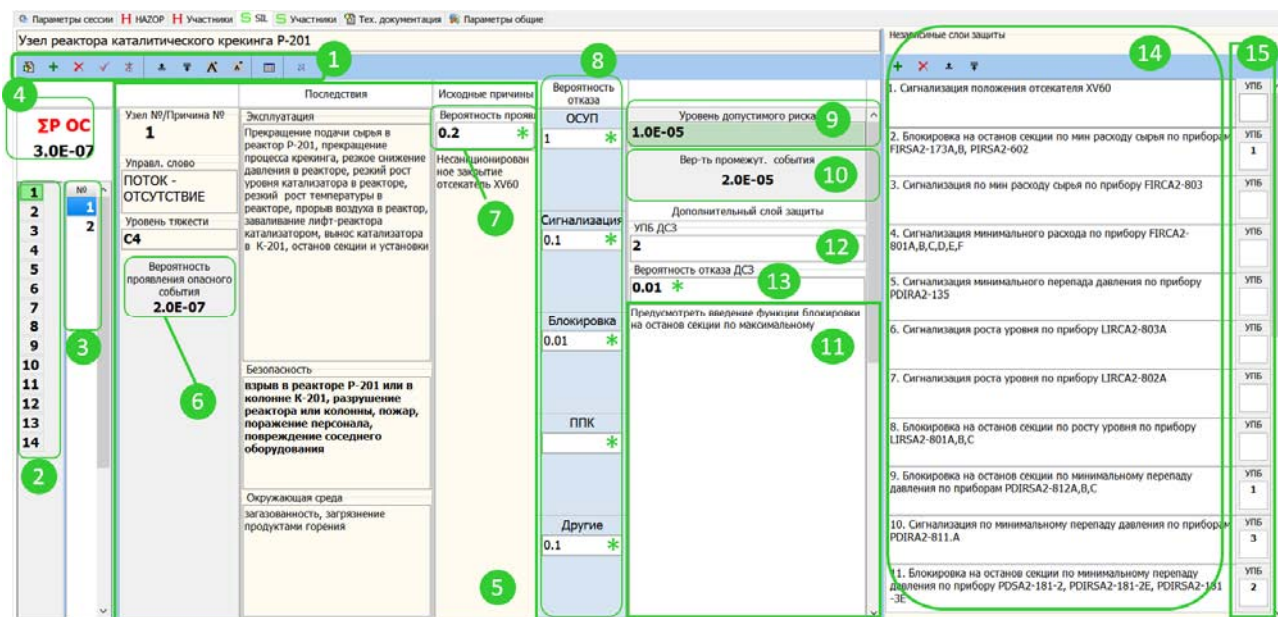 Параметры сессии HAZOP Участники SIL Участники Тех. документация Параметры общие
Узел реактора каталитического крекинга Р-201
1
4
ΣР ОС
3.0E-07
1
2
3
4
5
6
7
8
9
10
11
12
13
14
2
№
1
2
3
Узел №/Причина №
1
Управл. слово
ПОТОК -
ОТСУТСТВИЕ
Уровень тяжести
С4
Вероятность
проявления опасного
события
2.0E-07
6
Последствия
Эксплуатация
Прекращение подачи сырья в
реактор Р-201, прекращение
процесса крекинга, резкое снижение
давления в реакторе, резкий рост
уровня катализатора в реакторе,
резкий рост температуры в
реакторе, прорыв воздуха в реактор,
заваливание лифт-реактора
катализатором, вынос катализатора
в К-201, останов секции и установки
Безопасность
взрыв в реакторе Р-201 или в
колонне К-201, разрушение
реактора или колонны, пожар,
поражение персонала,
повреждение соседнего
оборудования
Окружающая среда
загазованность, загрязнение
продуктами горения
Исходные причины
Вероятность прояв
0.2 *
Несанкционирован
ное закрытие
отсекатель XV60
7
5
8
Вероятность
отказа
ОСУП
1 *
Сигнализация
0.1 *
Блокировка
0.01 *
ППК
*
Другие
0.1 *
Уровень допустимого риска
1.0E-05
9
Вер-ть промежут. события
2.0E-05
10
Дополнительный слой защиты
УПБ ДСЗ
2
12
Вероятность отказа ДСЗ
0.01 *
13
Предусмотреть введение функции блокировки
на останов секции по максимальному
11
Независимые слои защиты
14
15
1. Сигнализация положения отсекателя XV60
УПБ
2. Блокировка на останов секции по мин расходу сырья по приборам
FIRSA2-173A,B, PIRSA2-602
УПБ
1
3. Сигнализация по мин расходу сырья по прибору FIRCA2-803
УПБ
4. Сигнализация минимального расхода по прибору FIRCA2-
801A,B,C,D,E,F
УПБ
5. Сигнализация минимального перепада давления по прибору
PDIRA2-135
УПБ
6. Сигнализация роста уровня по прибору LIRCA2-803A
УПБ
7. Сигнализация роста уровня по прибору LIRCA2-802A
УПБ
8. Блокировка на останов секции по росту уровня по прибору
LIRSA2-801A,B,C
УПБ
9. Блокировка на останов секции по минимальному перепаду
давления по приборам PDIRSA2-812A,B,C
УПБ
1
10. Сигнализация по минимальному перепаду давления по приборам
PDIRA2-811.A
УПБ
3
11. Блокировка на останов секции по минимальному перепаду
давления по прибору PDSA2-181-2, PDIRSA2-181-2E, PDIRSA2-181
-3E
УПБ
2